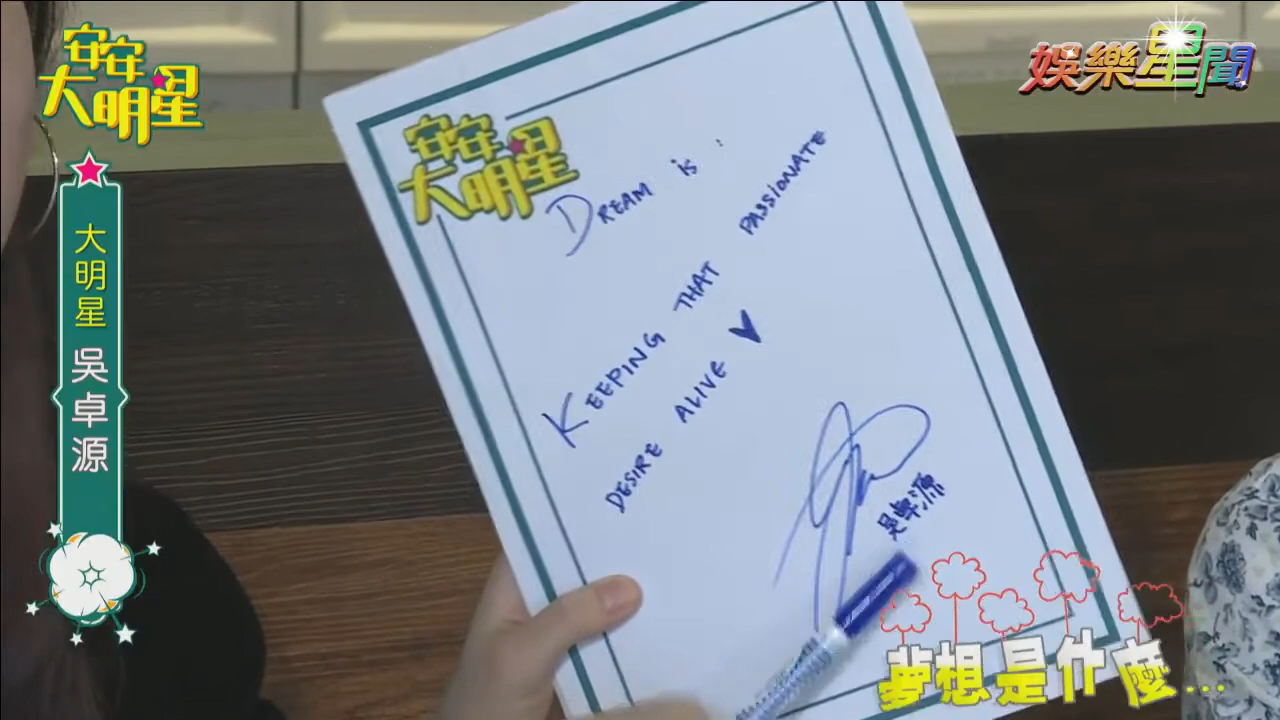 安安
大明星
娛樂星聞
大明星 吳卓源
安安
大明星
DREAM is :
KEEPING THAT PASSIONATE
DESIRE ALIVE
吳卓源
夢想是什麼...